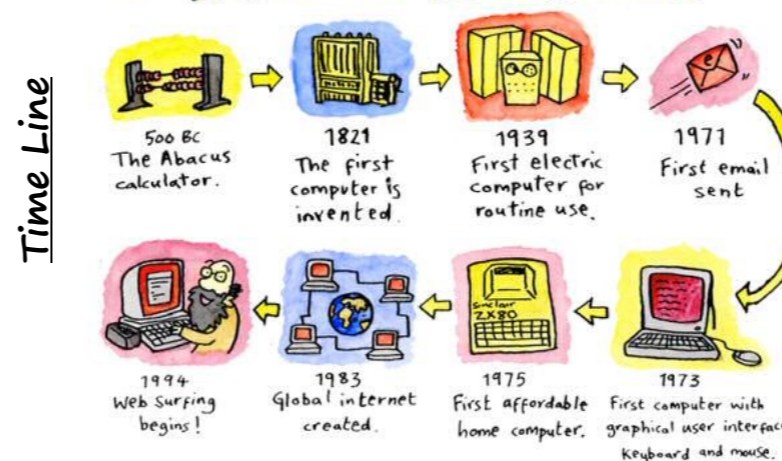 Time Line
500 BC
The Abacus
calculator.
1821
The first
computer is
invented.
1939
First electric
computer for
routine use.
e
1971
First email
sent
1973
First computer with
graphical user interface
Keyboard and mouse.
Sinclair
ZX80
1975
First affordable
home computer.
1983
Global internet
created.
1994
Web surfing
begins!